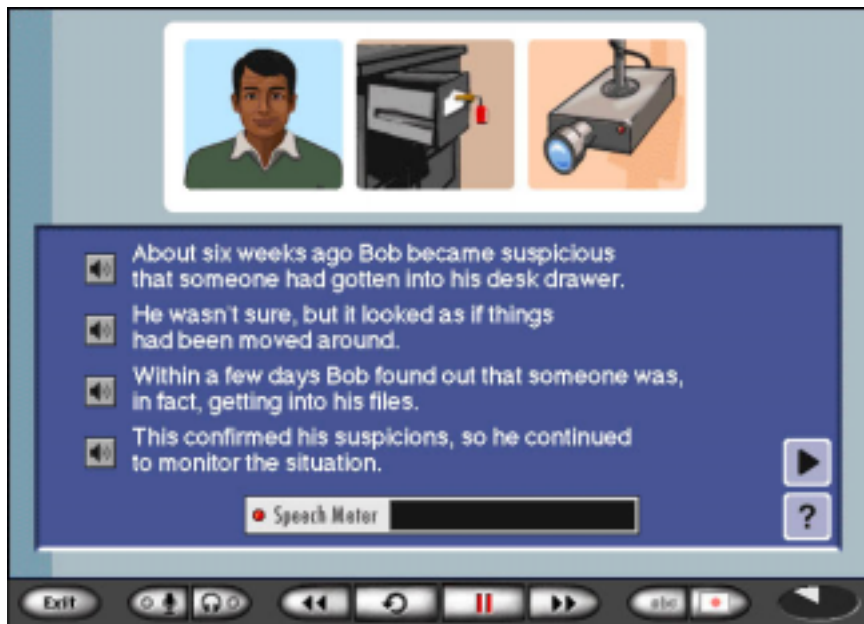 About six weeks ago Bob became suspicious
that someone had gotten into his desk drawer.
He wasn't sure, but it looked as if things
had been moved around.
Within a few days Bob found out that someone was,
in fact, getting into his files.
This confirmed his suspicions, so he continued
to monitor the situation.
?
Speech Meter
Exit
abc